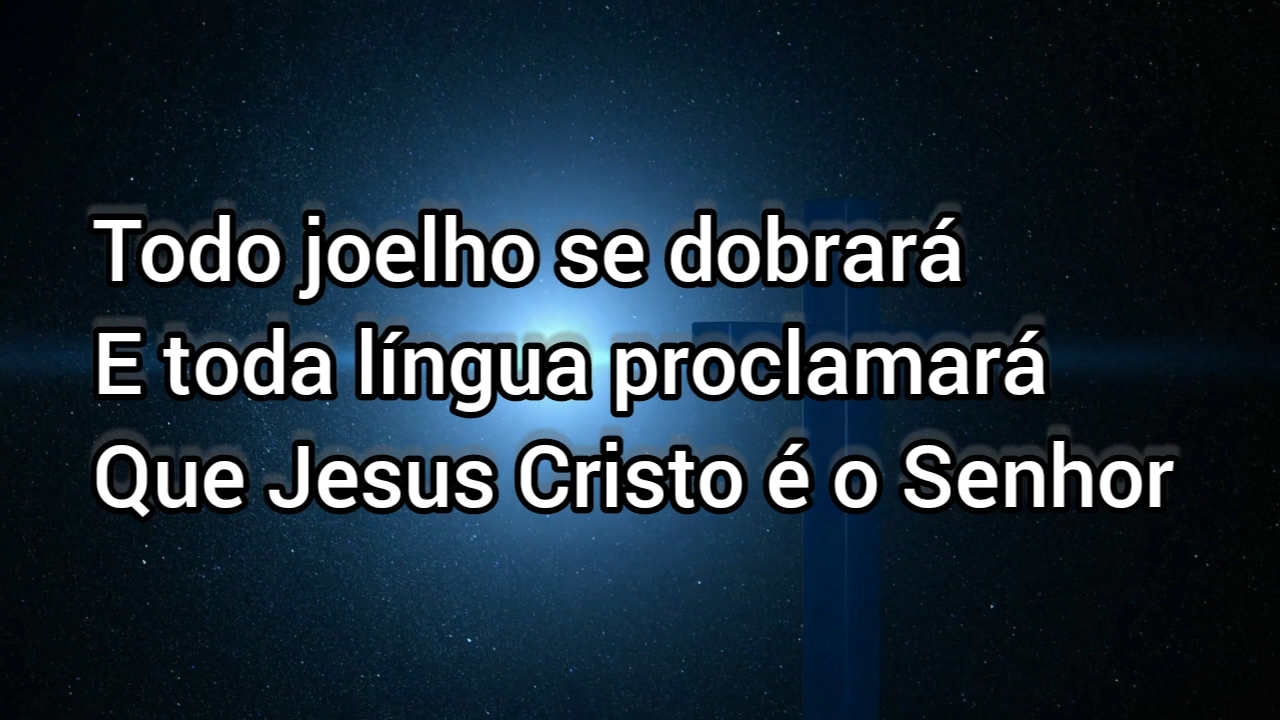 Todo joelho se dobrará
E toda língua proclamará
Que Jesus Cristo é o Senhor